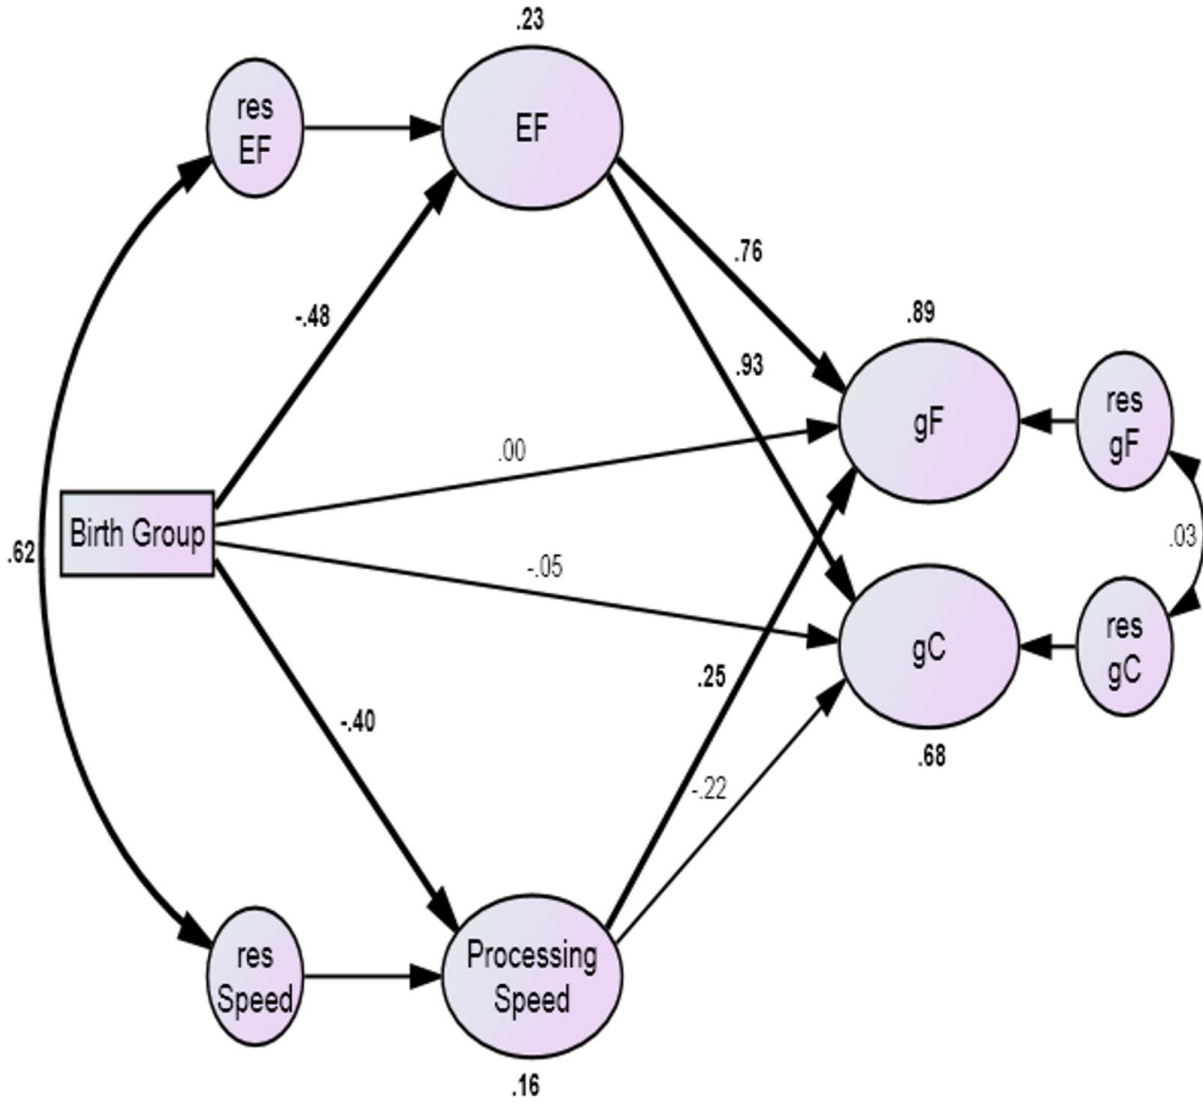 .23
res
EF
EF
.76
-.48
.89
.93
res
gF
gF
.00
Birth Group
.62
.03
-.05
res
gC
gC
.25
-.40
.68
-.22
res
Speed
Processing
Speed
.16